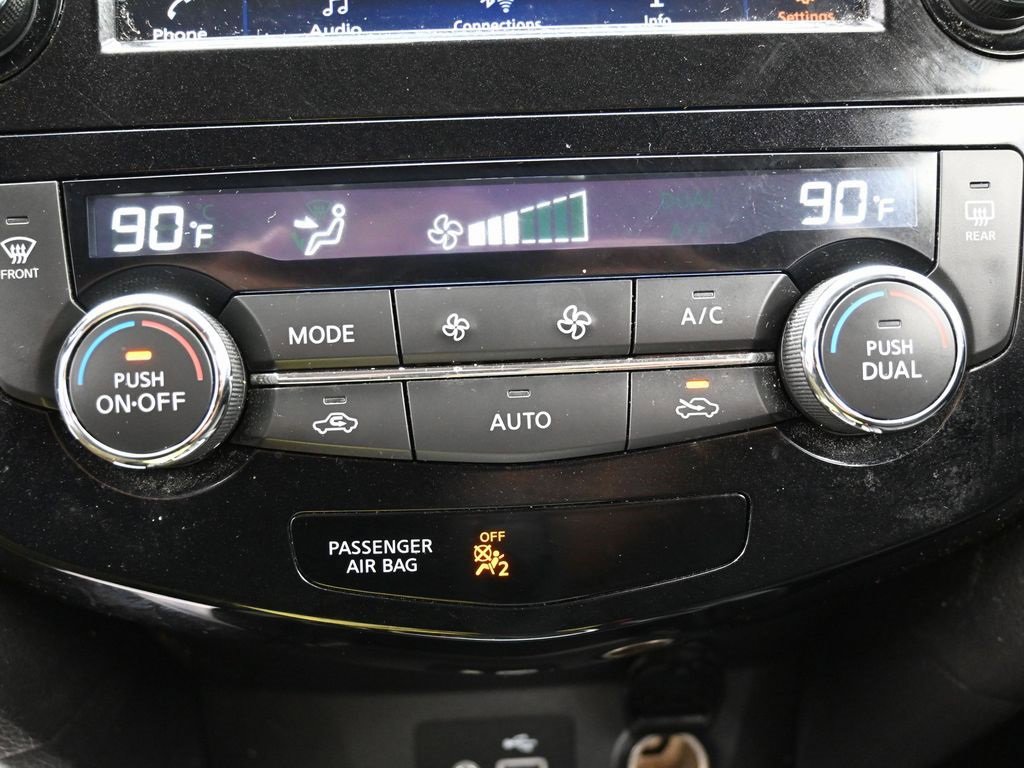 Phone Audio Connections Info Settings
90°F 90°F
FRONT
REAR
MODE
A/C
PUSH
ON•OFF
PUSH
DUAL
AUTO
PASSENGER
AIR BAG
OFF
2